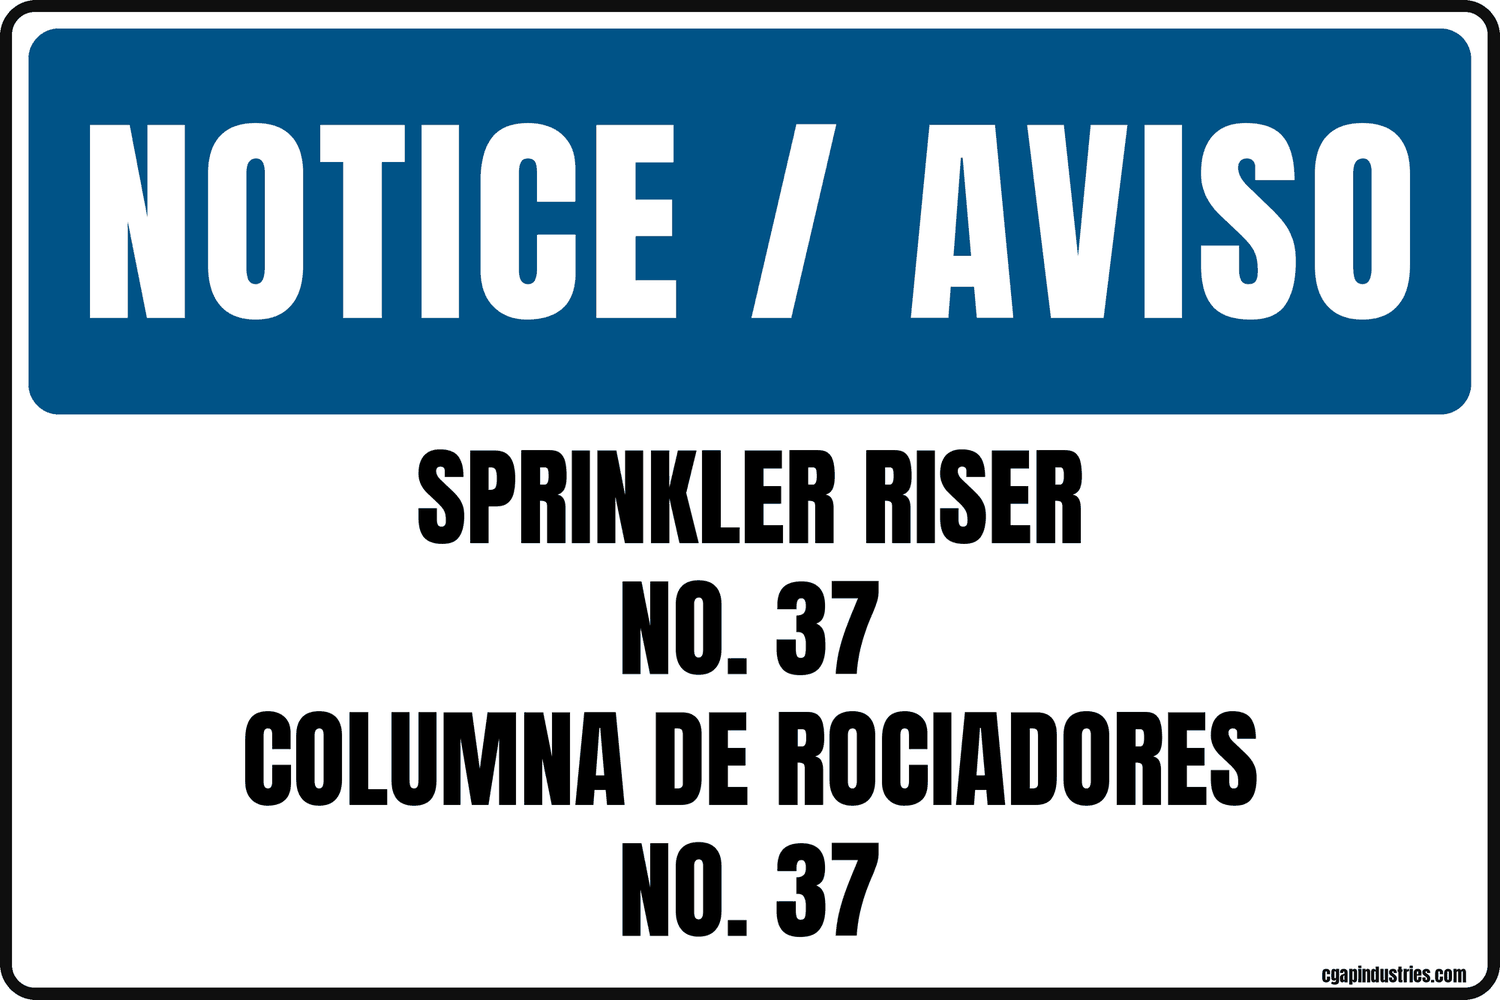 NOTICE / AVISO
SPRINKLER RISER
NO. 37
COLUMNA DE ROCIADORES
NO. 37
cgapindustries.com